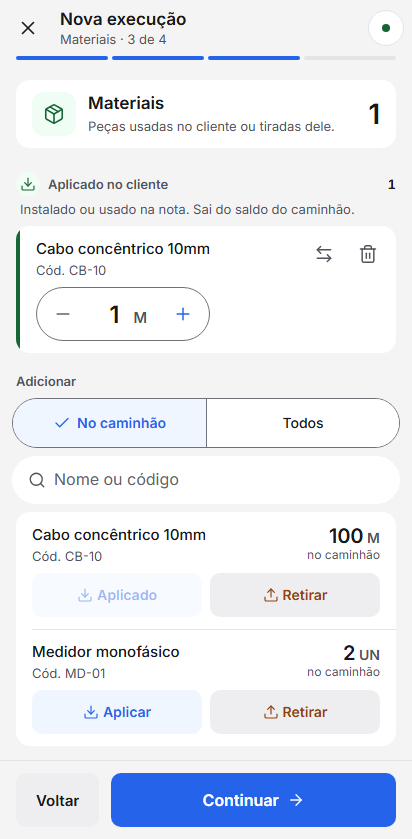 Nova execução
Materiais · 3 de 4
Materiais
Peças usadas no cliente ou tiradas dele.
1
Aplicado no cliente
1
Instalado ou usado na nota. Sai do saldo do caminhão.
Cabo concêntrico 10mm
Cód. CB-10
1 M
Adicionar
No caminhão
Todos
Nome ou código
Cabo concêntrico 10mm
100 M
Cód. CB-10
no caminhão
Aplicado
Retirar
Medidor monofásico
2 UN
Cód. MD-01
no caminhão
Aplicar
Retirar
Voltar
Continuar